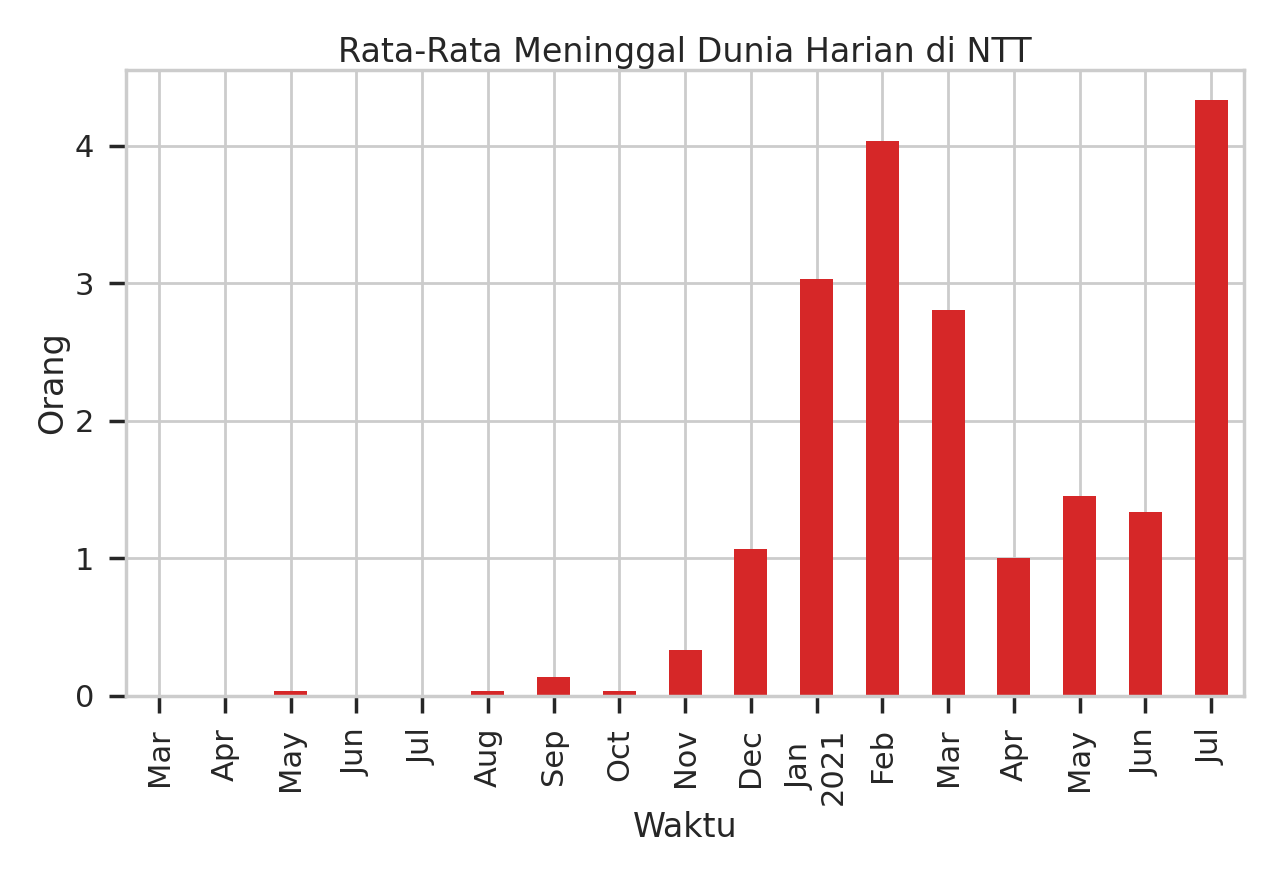 Rata-Rata Meninggal Dunia Harian di NTT
Orang
4
3
2
1
0
Mar
Apr
May
Jun
Jul
Aug
Sep
Oct
Nov
Dec
Jan
2021
Feb
Mar
Apr
May
Jun
Jul
Waktu